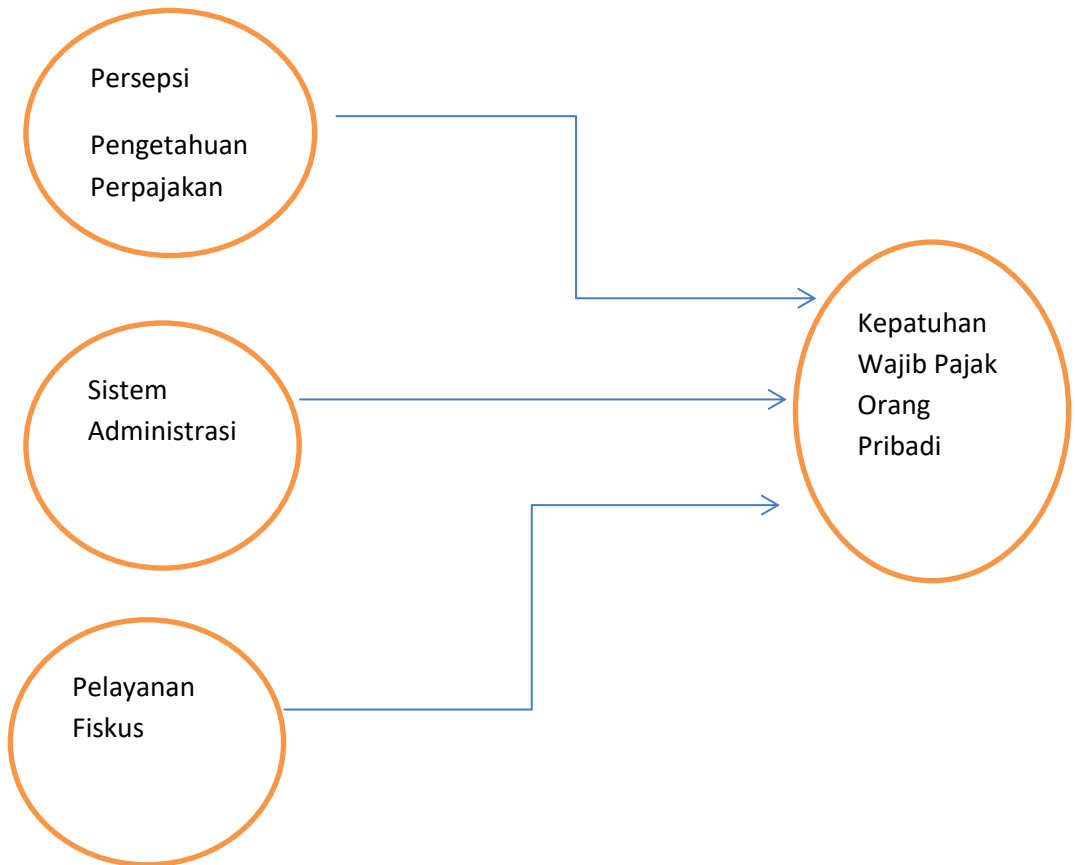 Persepsi
Pengetahuan
Perpajakan
Sistem
Administrasi
Pelayanan
Fiskus
Kepatuhan
Wajib Pajak
Orang
Pribadi